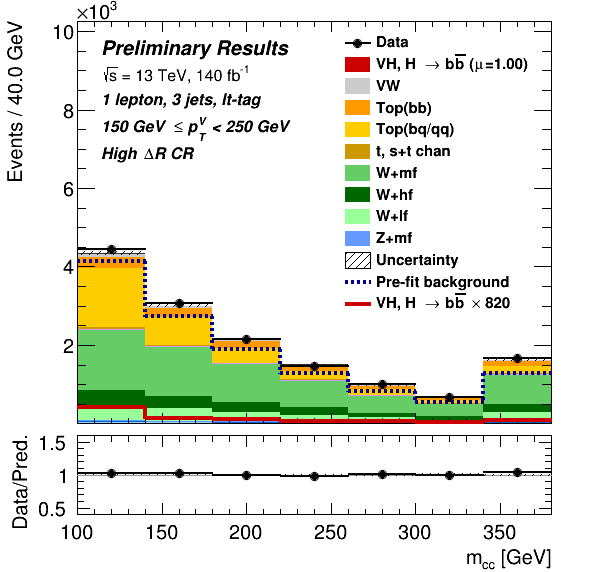 ×10³
Events / 40.0 GeV
10
8
6
4
2
Preliminary Results
√s = 13 TeV, 140 fb⁻¹
1 lepton, 3 jets, lt-tag
150 GeV ≤ p_T^V < 250 GeV
High ΔR CR
Data
VH, H → bb̅ (μ=1.00)
VW
Top(bb)
Top(bq/qq)
t, s+t chan
W+mf
W+hf
W+lf
Z+mf
Uncertainty
Pre-fit background
VH, H → bb̅ × 820
Data/Pred.
1.5
1
0.5
100 150 200 250 300 350
m_cc [GeV]